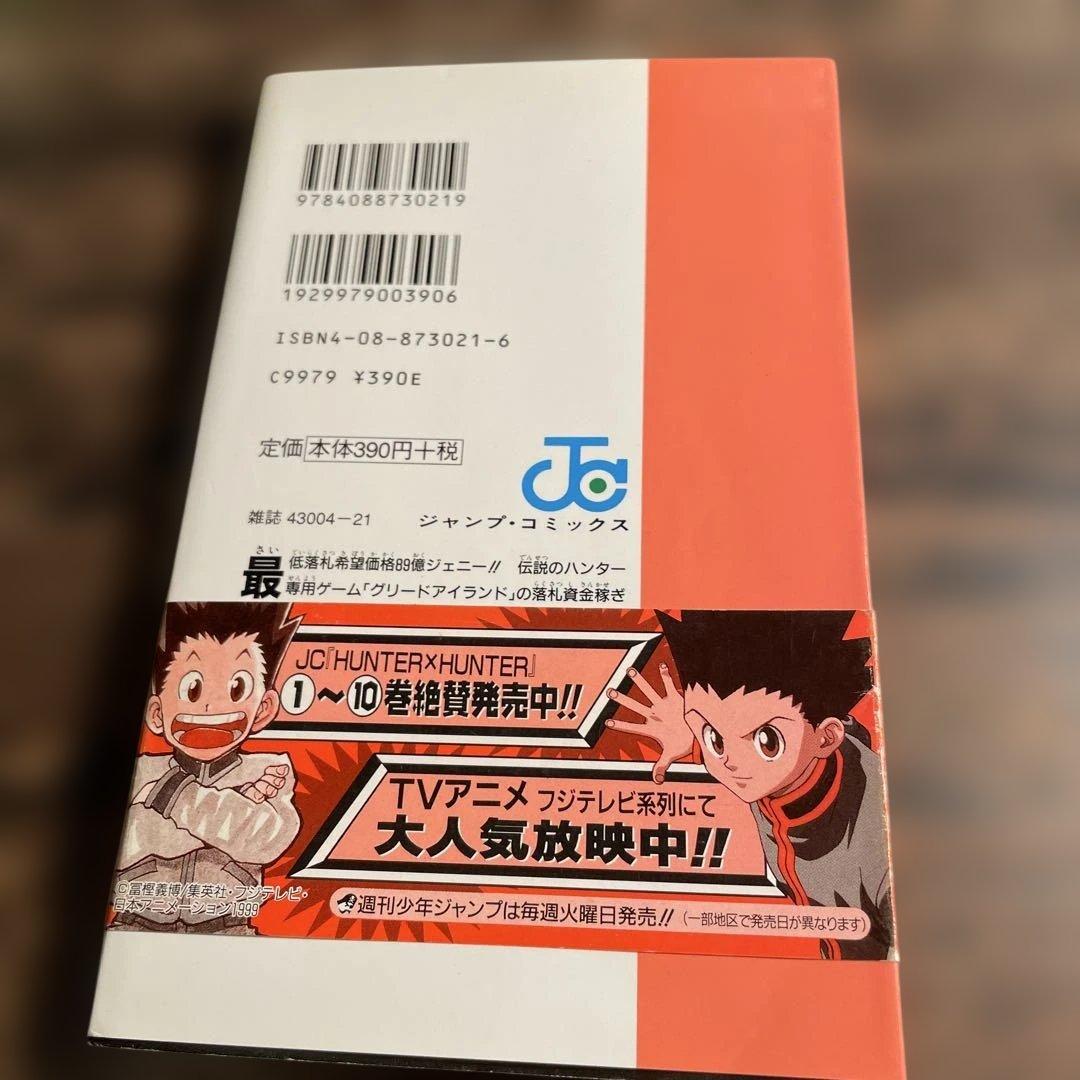 9784088730219
1929979003906
ISBN4-08-873021-6
C9979 ¥390E
定価 本体390円+税
JC
雑誌 43004-21
ジャンプ・コミックス
最低落札希望価格89億ジェニー!! 伝説のハンター
専用ゲーム「グリードアイランド」の落札資金稼ぎ
JC『HUNTER×HUNTER』
①～⑩巻絶賛発売中!!
TVアニメ フジテレビ系列にて
大人気放映中!!
©冨樫義博/集英社・フジテレビ・
日本アニメーション1999
週刊少年ジャンプは毎週火曜日発売!! (一部地区で発売日が異なります)